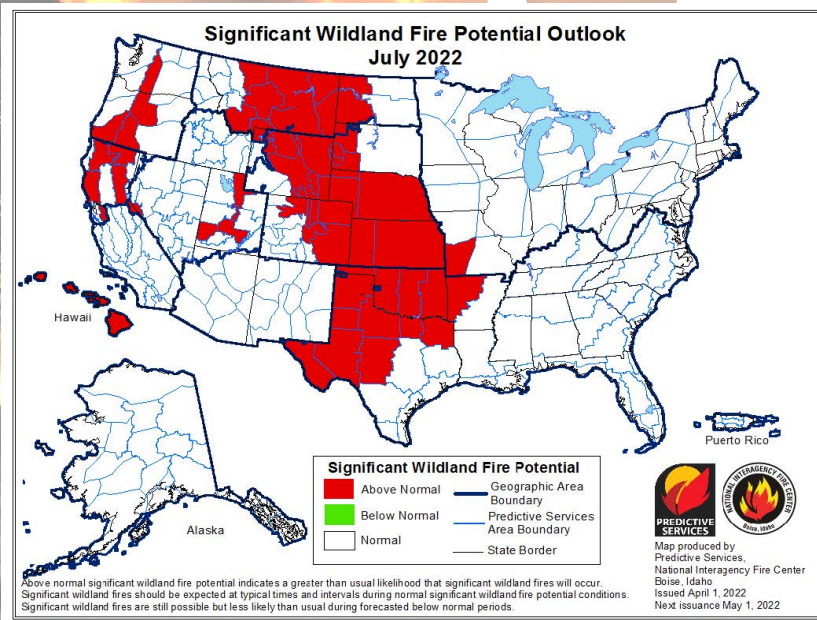 Significant Wildland Fire Potential Outlook
July 2022
Hawaii
Alaska
Puerto Rico
Significant Wildland Fire Potential
Above Normal
Below Normal
Normal
Geographic Area
Boundary
Predictive Services
Area Boundary
State Border
PREDICTIVE
SERVICES
NATIONAL INTERAGENCY FIRE CENTER
Boise, Idaho
Map produced by
Predictive Services,
National Interagency Fire Center
Boise, Idaho
Issued April 1, 2022
Next issuance May 1, 2022
Above normal significant wildland fire potential indicates a greater than usual likelihood that significant wildland fires will occur.
Significant wildland fires should be expected at typical times and intervals during normal significant wildland fire potential conditions.
Significant wildland fires are still possible but less likely than usual during forecasted below normal periods.